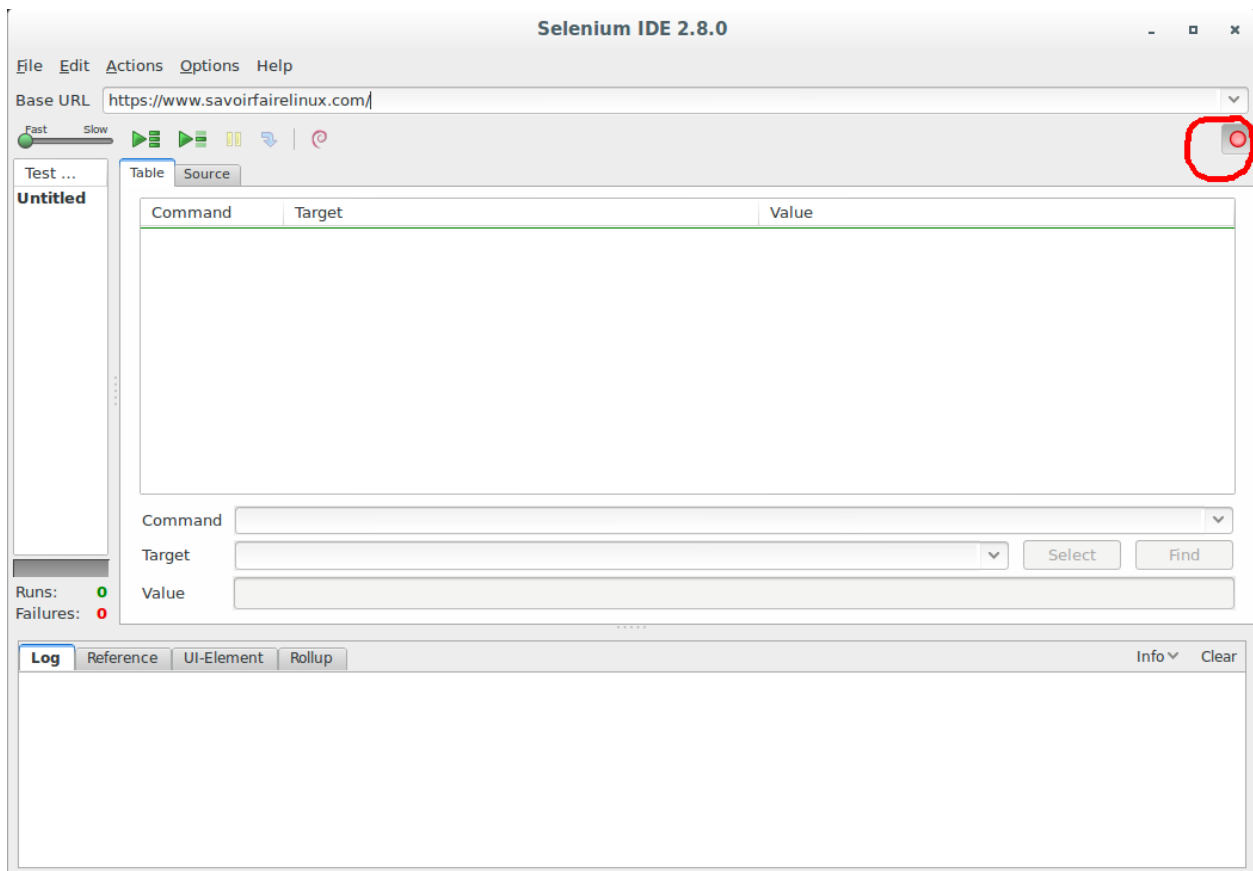 Selenium IDE 2.8.0
File Edit Actions Options Help
Base URL https://www.savoirfairelinux.com/
Fast Slow
Test ... Table Source
Untitled
Command Target Value
Command
Target Select Find
Runs: 0 Value
Failures: 0
Log Reference UI-Element Rollup Info Clear